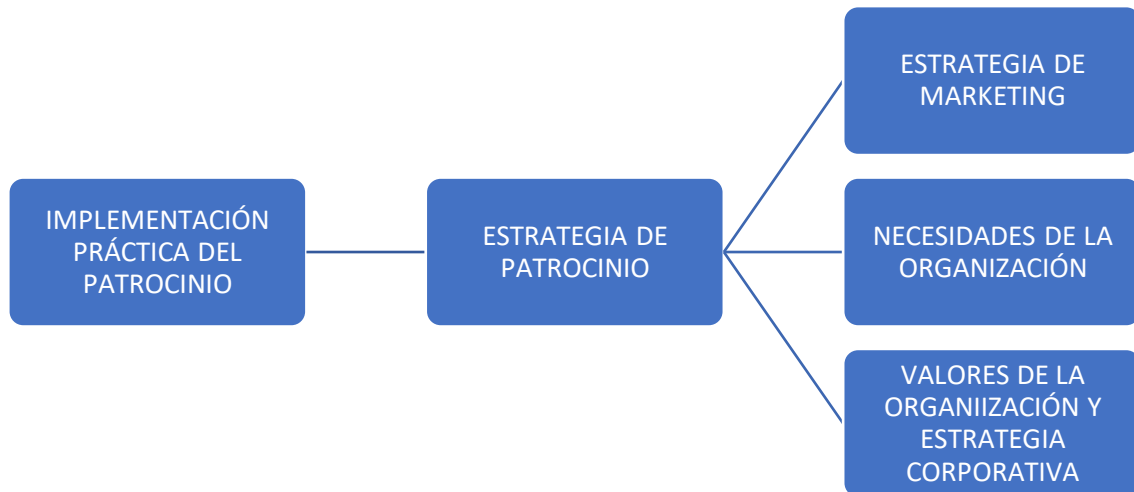 IMPLEMENTACIÓN
PRÁCTICA DEL
PATROCINIO
ESTRATEGIA DE
PATROCINIO
ESTRATEGIA DE
MARKETING
NECESIDADES DE LA
ORGANIZACIÓN
VALORES DE LA
ORGANIIZACIÓN Y
ESTRATEGIA
CORPORATIVA